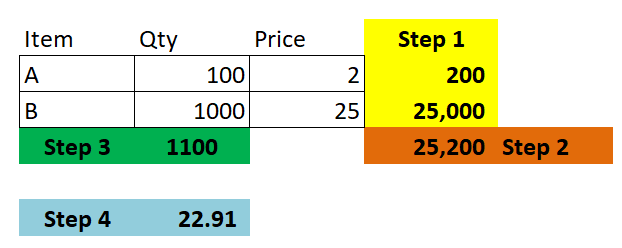 Item Qty Price Step 1
A 100 2 200
B 1000 25 25,000
Step 3 1100 25,200 Step 2
Step 4 22.91